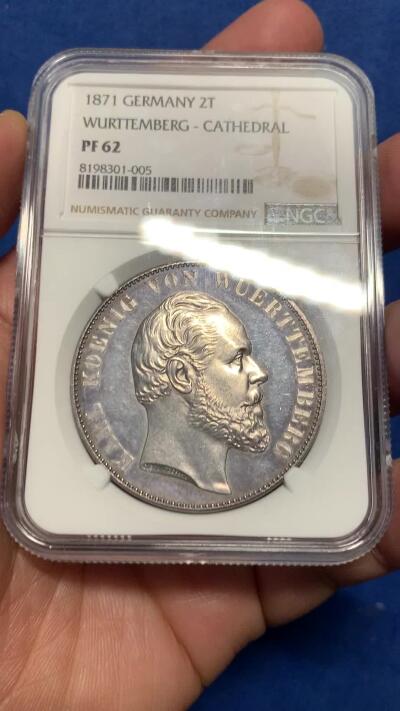 1871 GERMANY 2T
WURTTEMBERG - CATHEDRAL
PF 62
8198301-005
NUMISMATIC GUARANTY COMPANY
NGC
KARL KOENIG VON WUERTTEMBERG